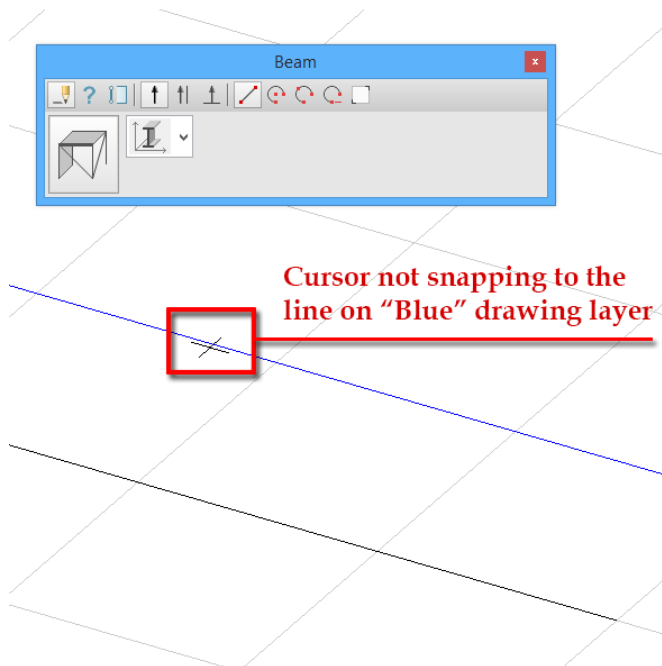 Beam
Cursor not snapping to the
line on “Blue” drawing layer